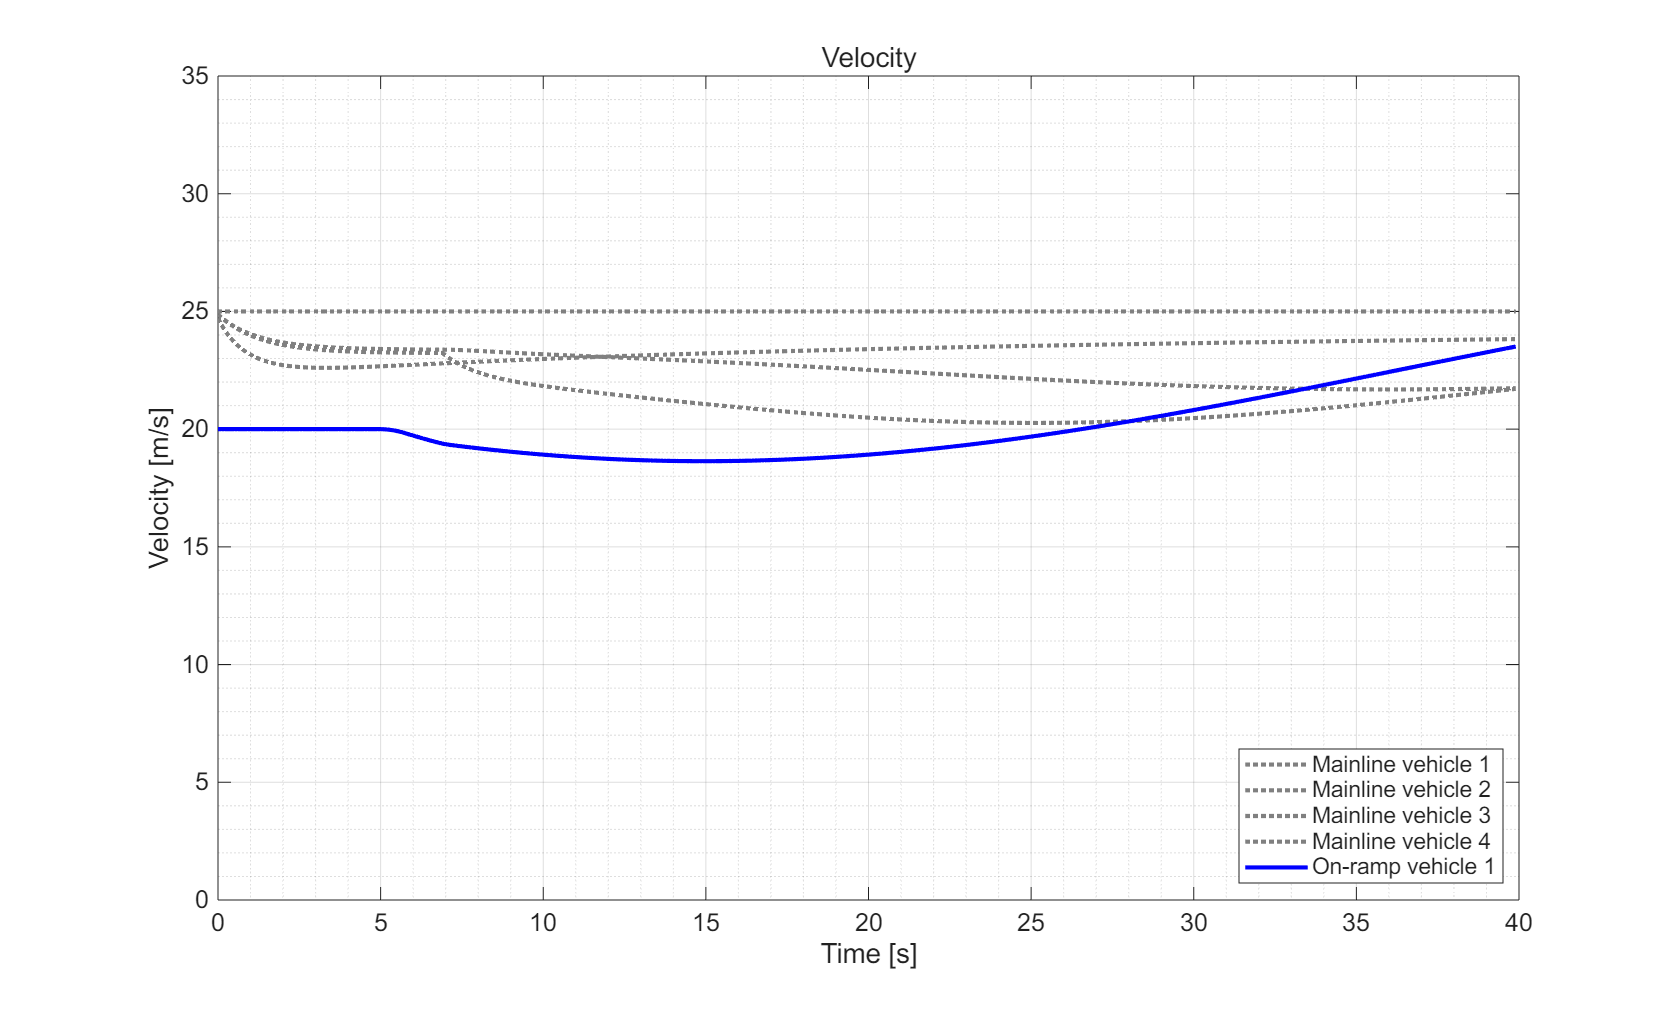 Velocity
35
30
25
20
15
10
5
0
Velocity [m/s]
0 5 10 15 20 25 30 35 40
Time [s]
Mainline vehicle 1
Mainline vehicle 2
Mainline vehicle 3
Mainline vehicle 4
On-ramp vehicle 1